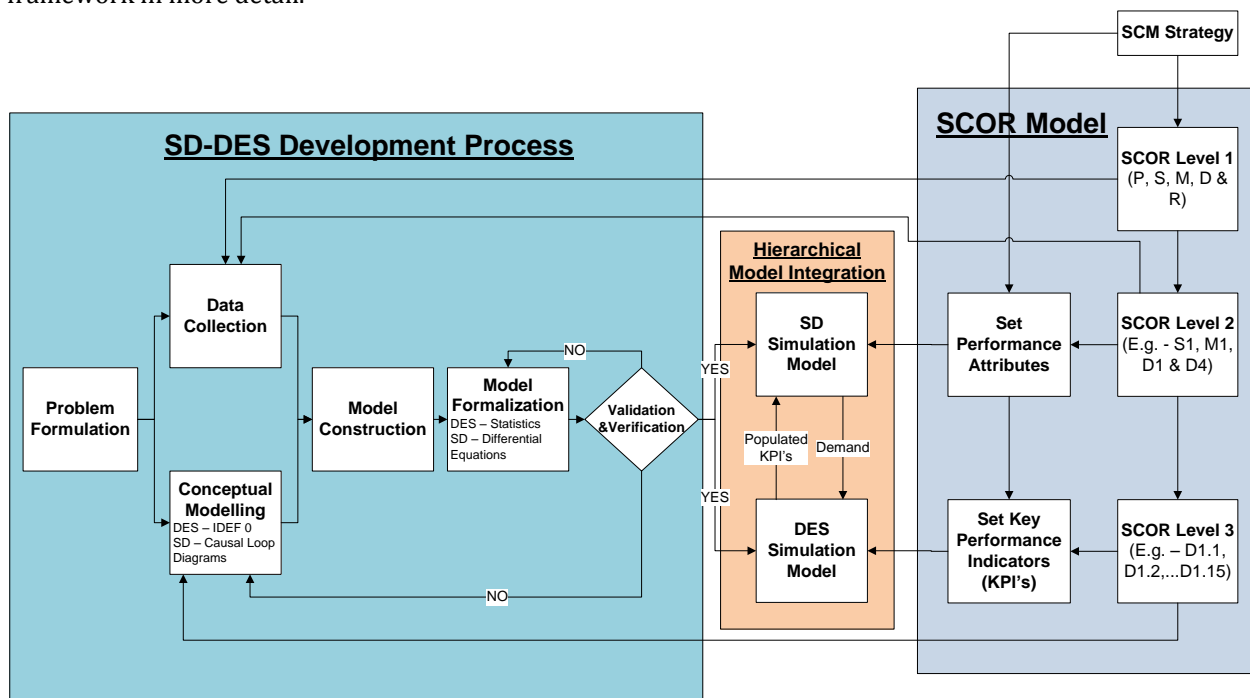 framework in more detail.
SCM Strategy
SD-DES Development Process
SCOR Model
SCOR Level 1
(P, S, M, D &
R)
Hierarchical
Model Integration
Data
Collection
SD
Simulation
Model
Set
Performance
Attributes
SCOR Level 2
(E.g. - S1, M1,
D1 & D4)
NO
YES
Problem
Formulation
Model
Construction
Model
Formalization
DES – Statistics
SD – Differential
Equations
Validation
&Verification
Populated
KPI's
Demand
Conceptual
Modelling
DES – IDEF 0
SD – Causal Loop
Diagrams
YES
DES
Simulation
Model
Set Key
Performance
Indicators
(KPI's)
SCOR Level 3
(E.g. – D1.1,
D1.2,...D1.15)
NO